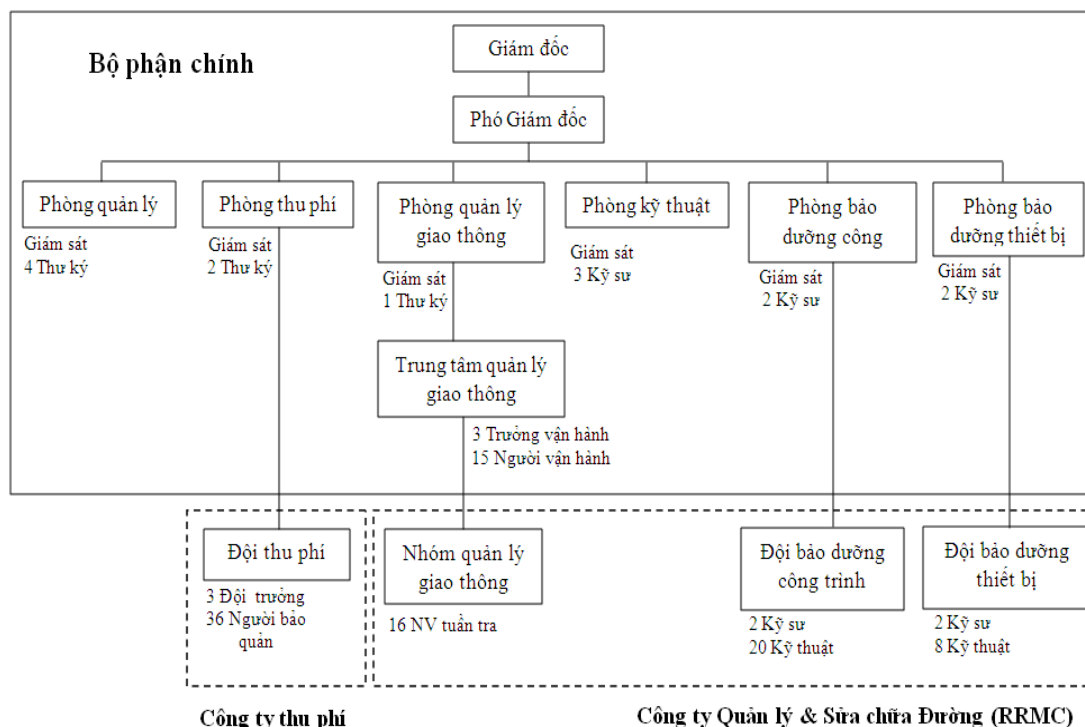 Bộ phận chính
Giám đốc
Phó Giám đốc
Phòng quản lý
Giám sát
4 Thư ký
Phòng thu phí
Giám sát
2 Thư ký
Phòng quản lý
giao thông
Giám sát
1 Thư ký
Phòng kỹ thuật
Giám sát
3 Kỹ sư
Phòng bảo
dưỡng công
Giám sát
2 Kỹ sư
Phòng bảo
dưỡng thiết bị
Giám sát
2 Kỹ sư
Trung tâm quản lý
giao thông
3 Trưởng vận hành
15 Người vận hành
Đội thu phí
3 Đội trưởng
36 Người bảo
quản
Nhóm quản lý
giao thông
16 NV tuần tra
Đội bảo dưỡng
công trình
2 Kỹ sư
20 Kỹ thuật
Đội bảo dưỡng
thiết bị
2 Kỹ sư
8 Kỹ thuật
Công ty thu phí
Công ty Quản lý & Sửa chữa Đường (RRMC)